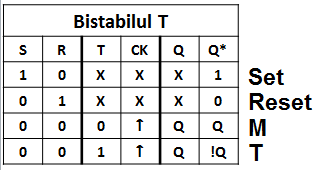 Bistabilul T
S R T CK Q Q*
1 0 X X X 1 Set
0 1 X X X 0 Reset
0 0 0 ↑ Q Q M
0 0 1 ↑ Q !Q T